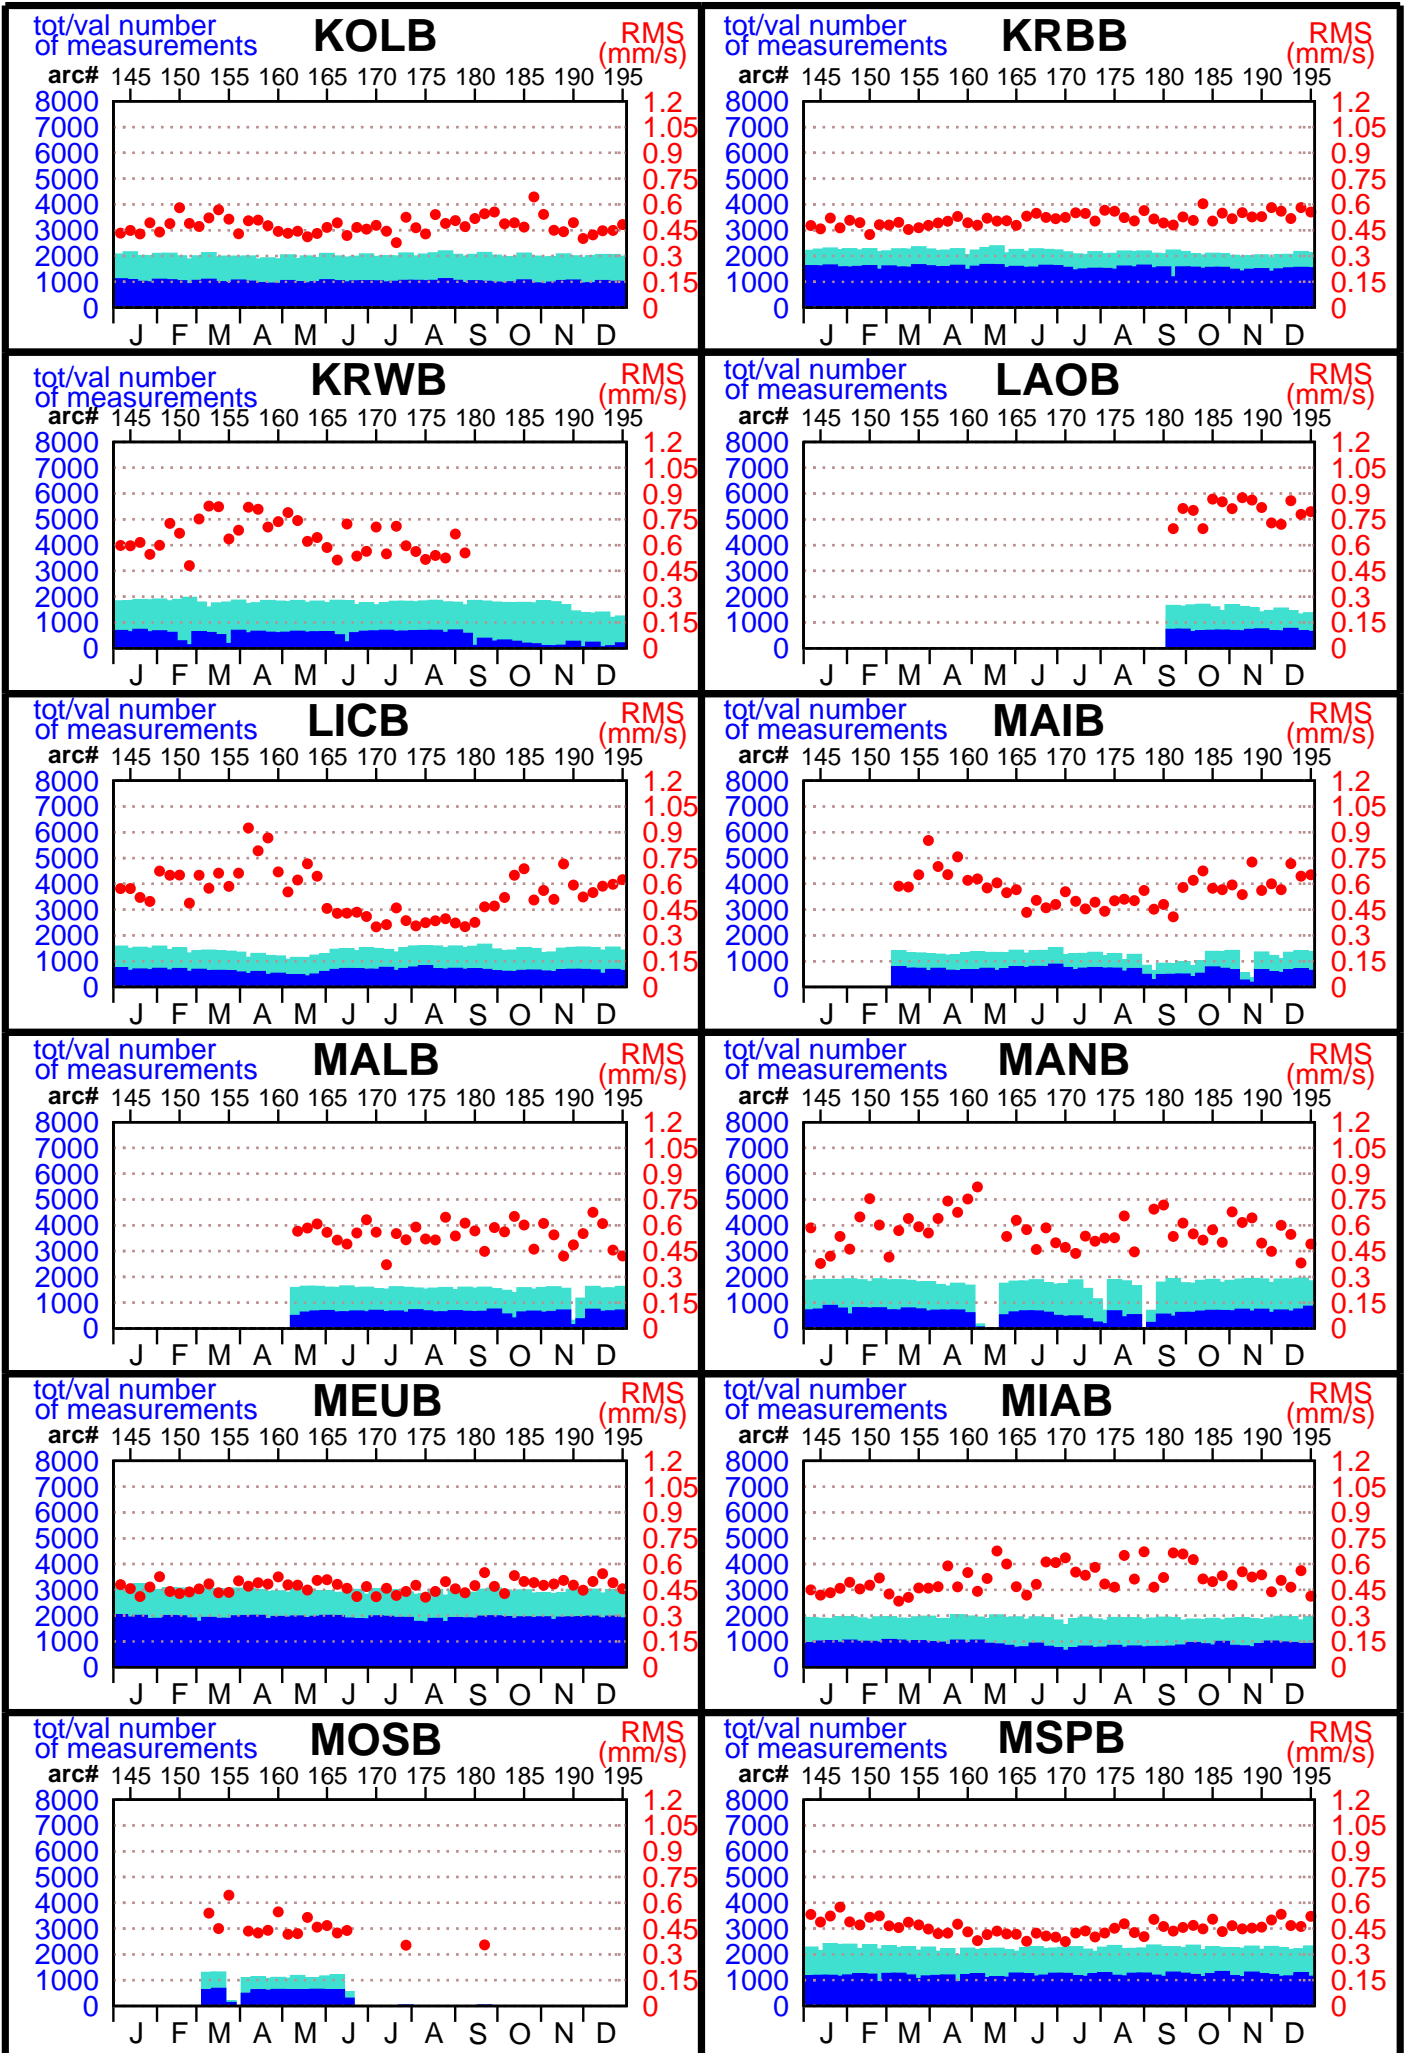 tot/val number
of measurements
KOLB
RMS
(mm/s)
arc# 145 150 155 160 165 170 175 180 185 190 195
8000 1.2
7000 1.05
6000 0.9
5000 0.75
4000 0.6
3000 0.45
2000 0.3
1000 0.15
0 0
J F M A M J J A S O N D
tot/val number
of measurements
KRBB
RMS
(mm/s)
arc# 145 150 155 160 165 170 175 180 185 190 195
8000 1.2
7000 1.05
6000 0.9
5000 0.75
4000 0.6
3000 0.45
2000 0.3
1000 0.15
0 0
J F M A M J J A S O N D
tot/val number
of measurements
KRWB
RMS
(mm/s)
arc# 145 150 155 160 165 170 175 180 185 190 195
8000 1.2
7000 1.05
6000 0.9
5000 0.75
4000 0.6
3000 0.45
2000 0.3
1000 0.15
0 0
J F M A M J J A S O N D
tot/val number
of measurements
LAOB
RMS
(mm/s)
arc# 145 150 155 160 165 170 175 180 185 190 195
8000 1.2
7000 1.05
6000 0.9
5000 0.75
4000 0.6
3000 0.45
2000 0.3
1000 0.15
0 0
J F M A M J J A S O N D
tot/val number
of measurements
LICB
RMS
(mm/s)
arc# 145 150 155 160 165 170 175 180 185 190 195
8000 1.2
7000 1.05
6000 0.9
5000 0.75
4000 0.6
3000 0.45
2000 0.3
1000 0.15
0 0
J F M A M J J A S O N D
tot/val number
of measurements
MAIB
RMS
(mm/s)
arc# 145 150 155 160 165 170 175 180 185 190 195
8000 1.2
7000 1.05
6000 0.9
5000 0.75
4000 0.6
3000 0.45
2000 0.3
1000 0.15
0 0
J F M A M J J A S O N D
tot/val number
of measurements
MALB
RMS
(mm/s)
arc# 145 150 155 160 165 170 175 180 185 190 195
8000 1.2
7000 1.05
6000 0.9
5000 0.75
4000 0.6
3000 0.45
2000 0.3
1000 0.15
0 0
J F M A M J J A S O N D
tot/val number
of measurements
MANB
RMS
(mm/s)
arc# 145 150 155 160 165 170 175 180 185 190 195
8000 1.2
7000 1.05
6000 0.9
5000 0.75
4000 0.6
3000 0.45
2000 0.3
1000 0.15
0 0
J F M A M J J A S O N D
tot/val number
of measurements
MEUB
RMS
(mm/s)
arc# 145 150 155 160 165 170 175 180 185 190 195
8000 1.2
7000 1.05
6000 0.9
5000 0.75
4000 0.6
3000 0.45
2000 0.3
1000 0.15
0 0
J F M A M J J A S O N D
tot/val number
of measurements
MIAB
RMS
(mm/s)
arc# 145 150 155 160 165 170 175 180 185 190 195
8000 1.2
7000 1.05
6000 0.9
5000 0.75
4000 0.6
3000 0.45
2000 0.3
1000 0.15
0 0
J F M A M J J A S O N D
tot/val number
of measurements
MOSB
RMS
(mm/s)
arc# 145 150 155 160 165 170 175 180 185 190 195
8000 1.2
7000 1.05
6000 0.9
5000 0.75
4000 0.6
3000 0.45
2000 0.3
1000 0.15
0 0
J F M A M J J A S O N D
tot/val number
of measurements
MSPB
RMS
(mm/s)
arc# 145 150 155 160 165 170 175 180 185 190 195
8000 1.2
7000 1.05
6000 0.9
5000 0.75
4000 0.6
3000 0.45
2000 0.3
1000 0.15
0 0
J F M A M J J A S O N D